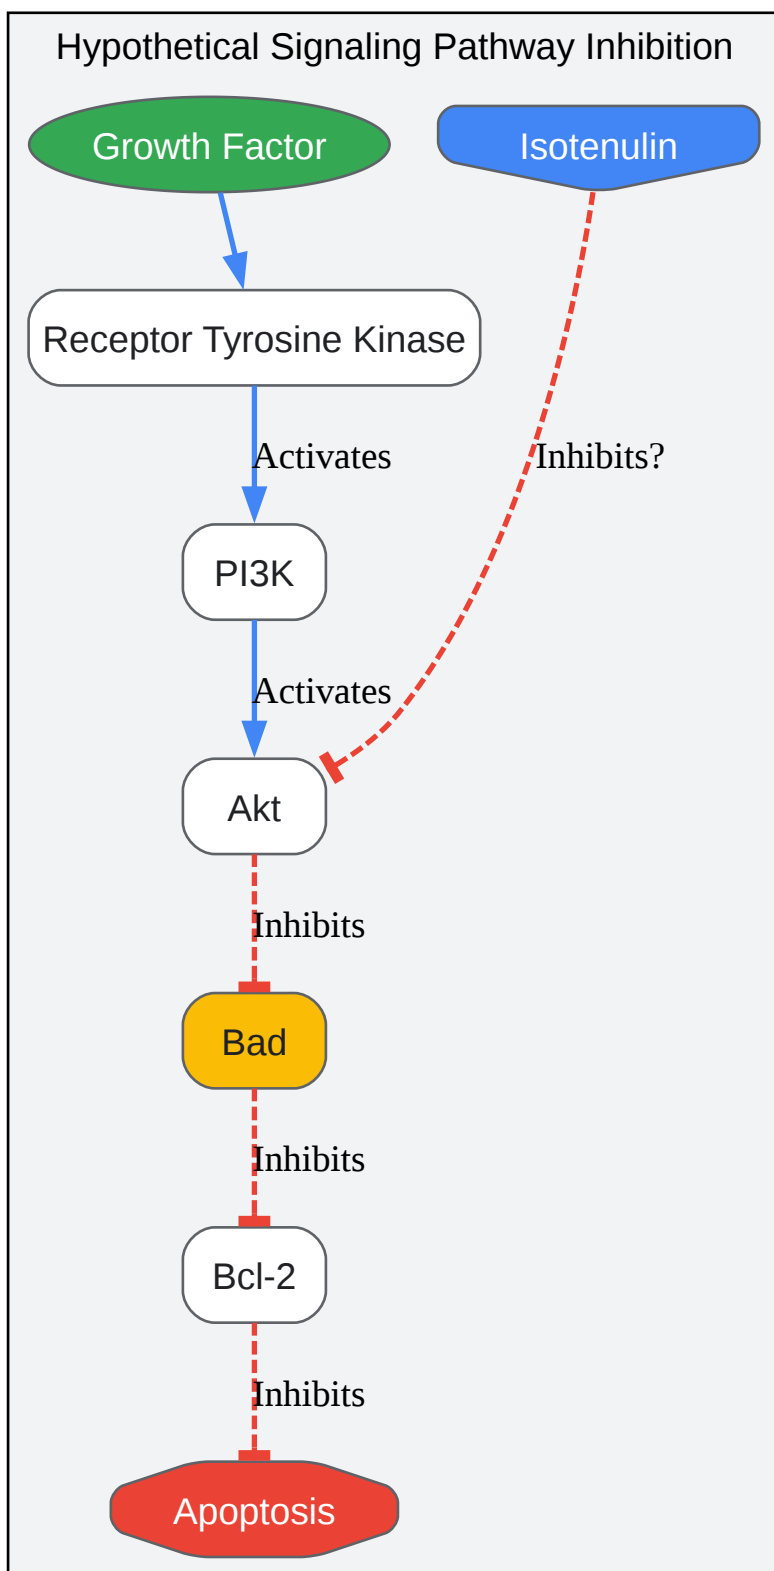 Hypothetical Signaling Pathway Inhibition
Growth Factor
Isotenulin
Receptor Tyrosine Kinase
Activates
Inhibits?
PI3K
Activates
Akt
Inhibits
Bad
Inhibits
Bcl-2
Inhibits
Apoptosis